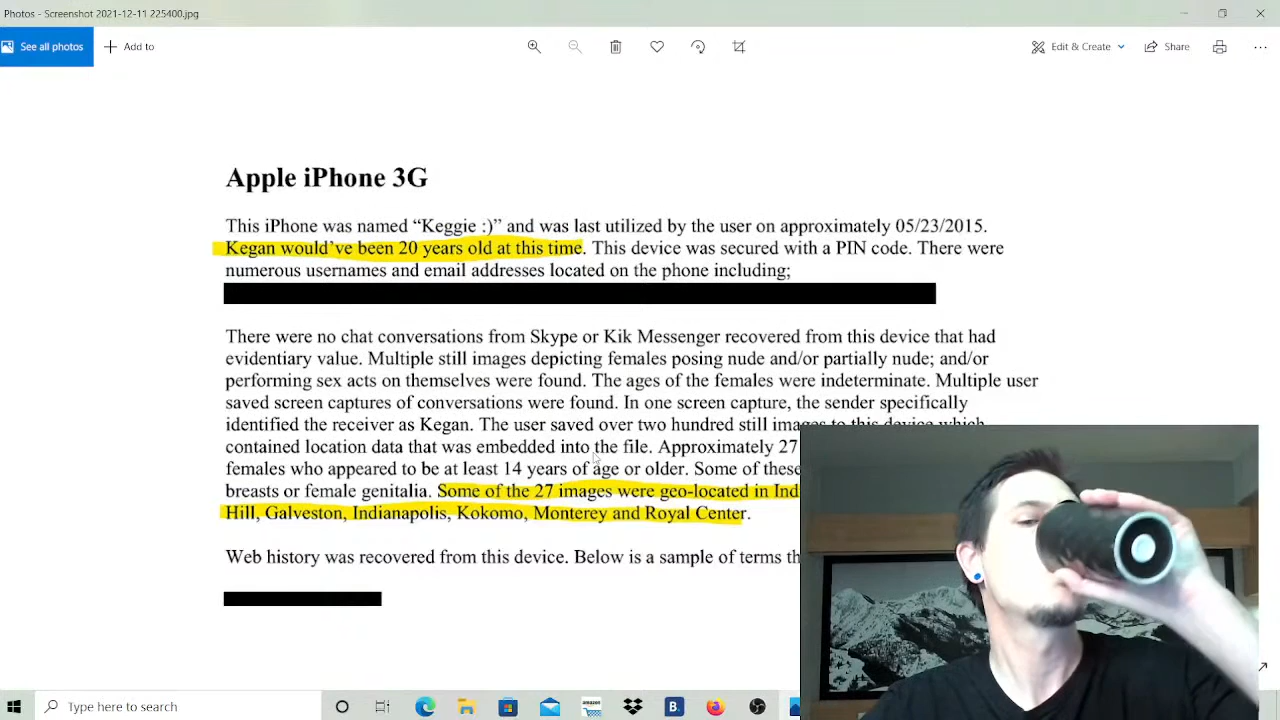 Photos - Screenshot 2021-12-11 225400.jpg
See all photos
Add to
Edit & Create
Share
Apple iPhone 3G
This iPhone was named “Keggie :)” and was last utilized by the user on approximately 05/23/2015.
Kegan would’ve been 20 years old at this time. This device was secured with a PIN code. There were
numerous usernames and email addresses located on the phone including;
There were no chat conversations from Skype or Kik Messenger recovered from this device that had
evidentiary value. Multiple still images depicting females posing nude and/or partially nude; and/or
performing sex acts on themselves were found. The ages of the females were indeterminate. Multiple user
saved screen captures of conversations were found. In one screen capture, the sender specifically
identified the receiver as Kegan. The user saved over two hundred still images to this device which
contained location data that was embedded into the file. Approximately 27
females who appeared to be at least 14 years of age or older. Some of these
breasts or female genitalia. Some of the 27 images were geo-located in Ind
Hill, Galveston, Indianapolis, Kokomo, Monterey and Royal Center.
Web history was recovered from this device. Below is a sample of terms th
Type here to search
amazon
B.